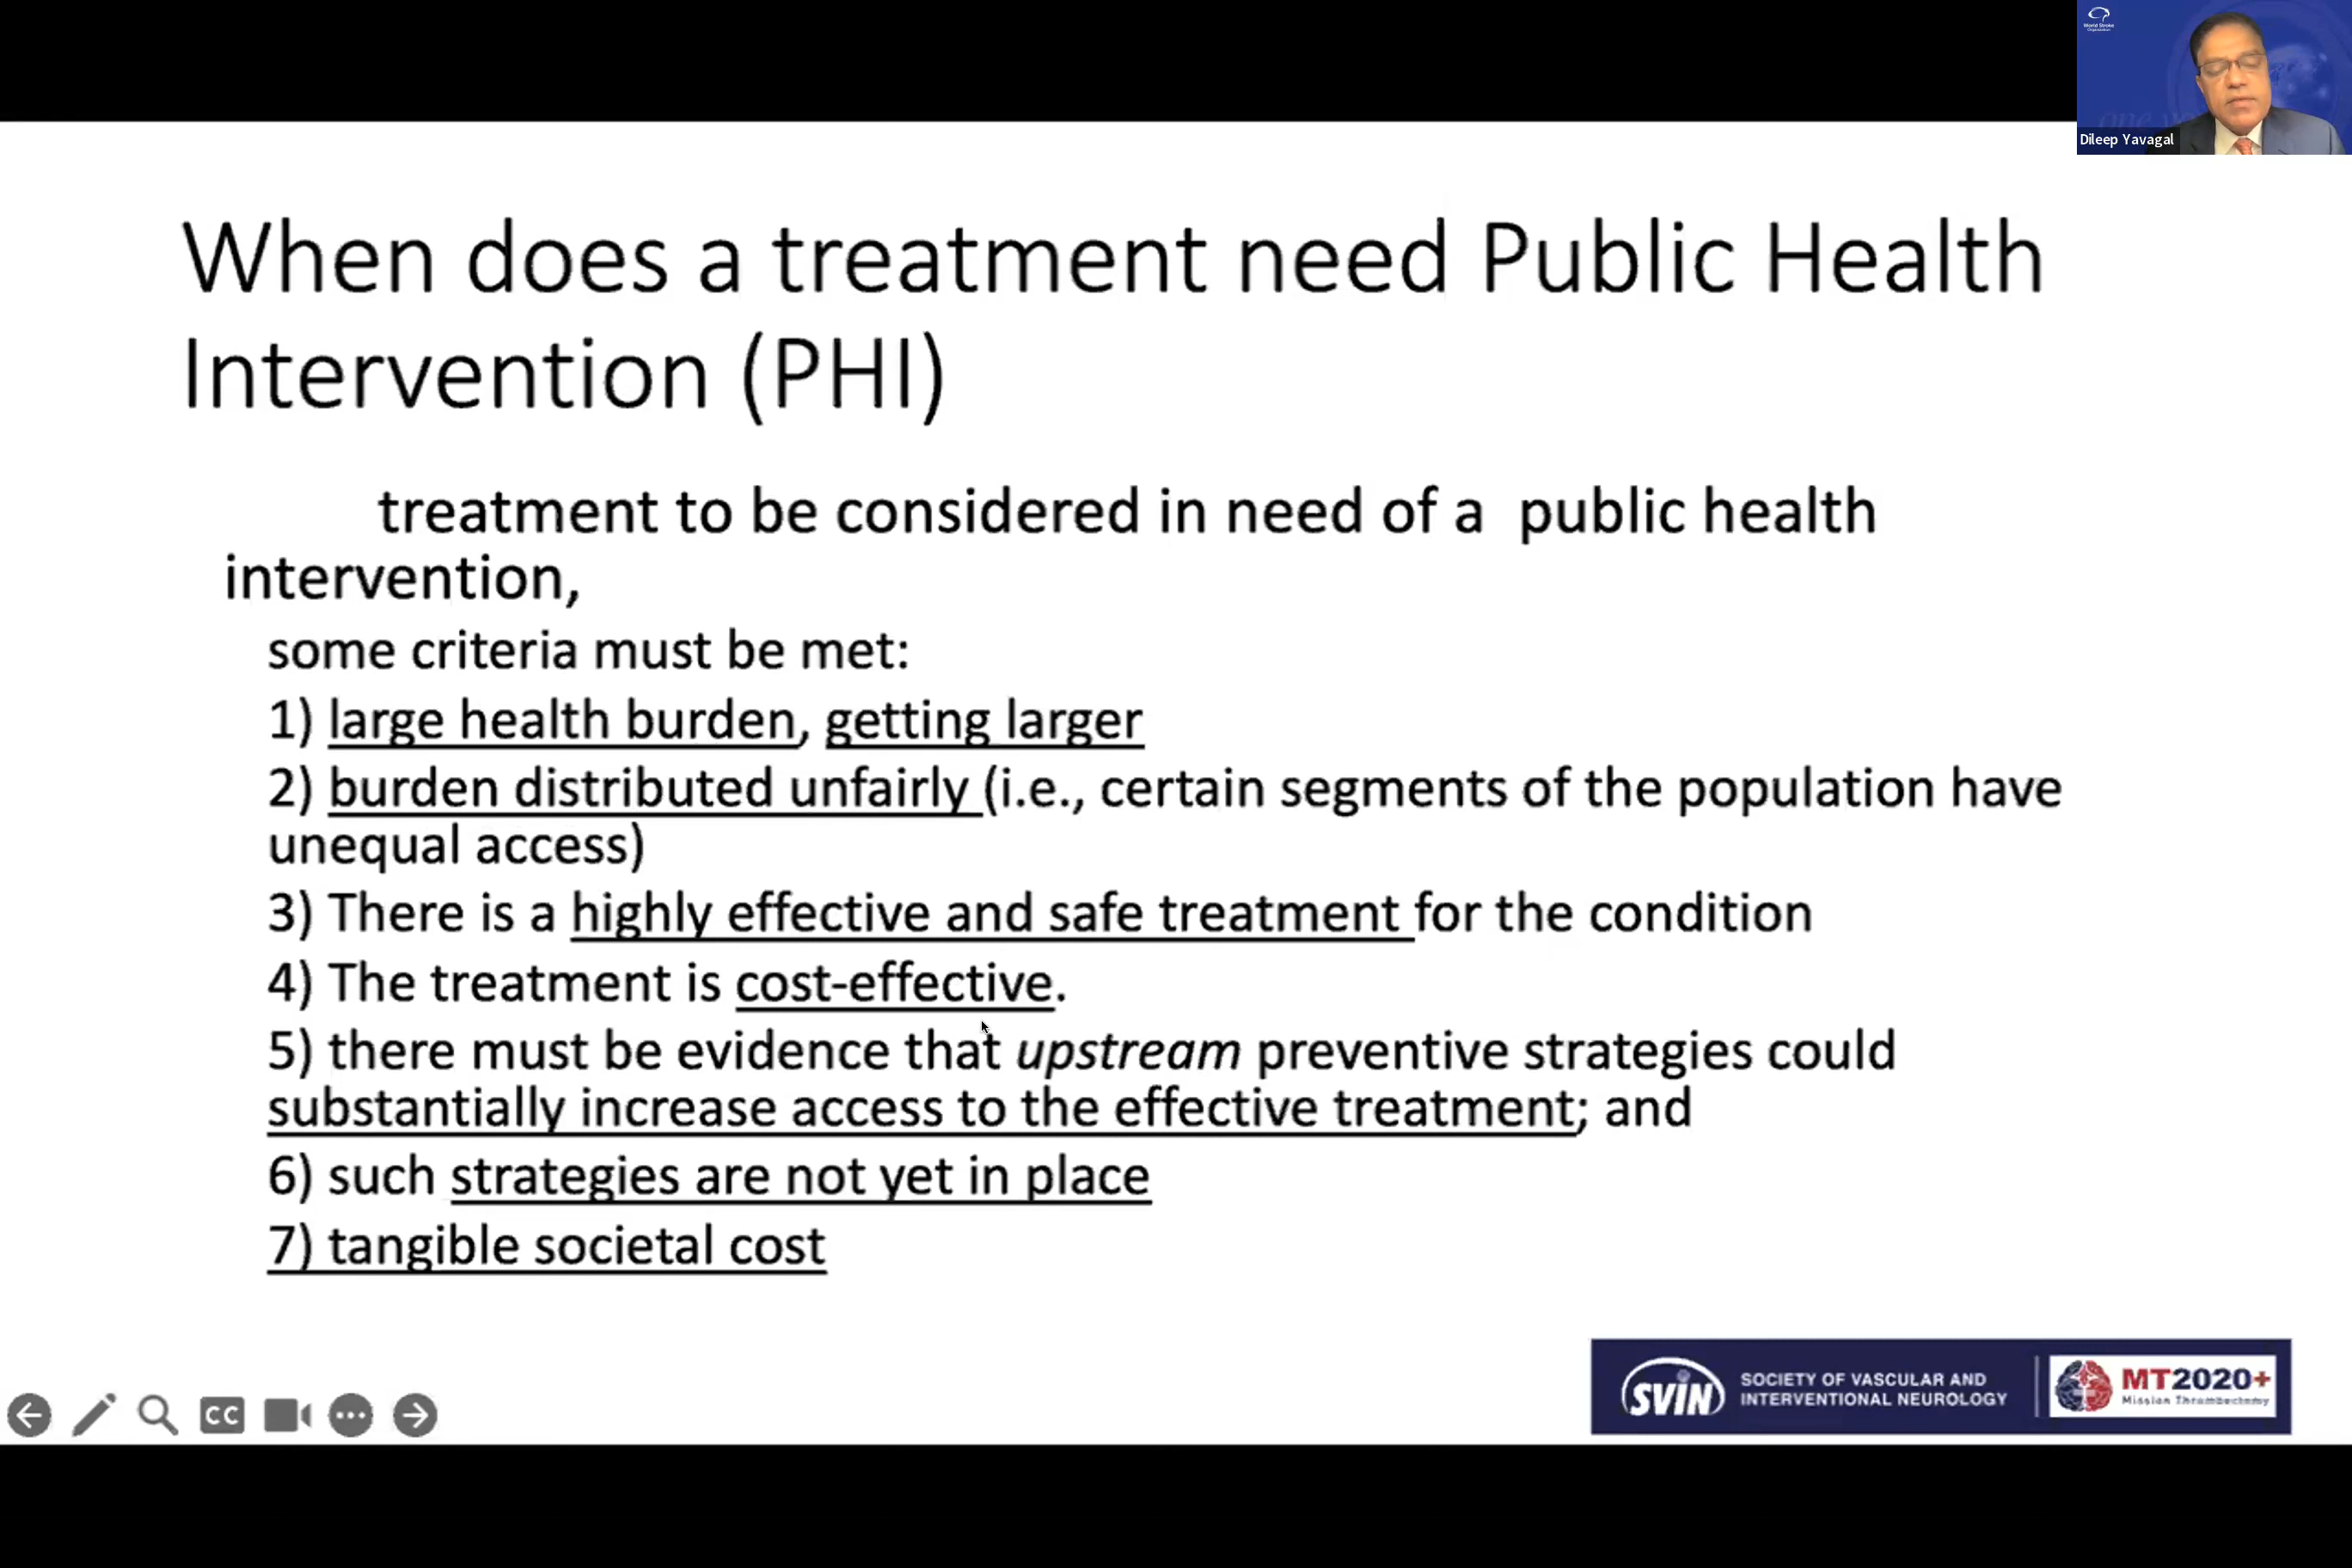 World Stroke
Organization
Dileep Yavagal
When does a treatment need Public Health
Intervention (PHI)
treatment to be considered in need of a public health
intervention,
some criteria must be met:
1) large health burden, getting larger
2) burden distributed unfairly (i.e., certain segments of the population have
unequal access)
3) There is a highly effective and safe treatment for the condition
4) The treatment is cost-effective.
5) there must be evidence that upstream preventive strategies could
substantially increase access to the effective treatment; and
6) such strategies are not yet in place
7) tangible societal cost
CC
SVIN
SOCIETY OF VASCULAR AND
INTERVENTIONAL NEUROLOGY
MT2020+
Mission Thrombectomy